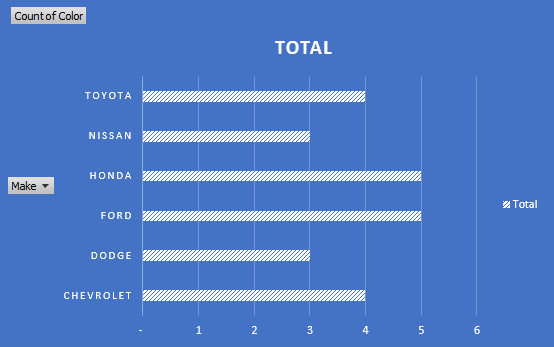 Count of Color
TOTAL
TOYOTA
NISSAN
HONDA
Make
FORD
Total
DODGE
CHEVROLET
- 1 2 3 4 5 6